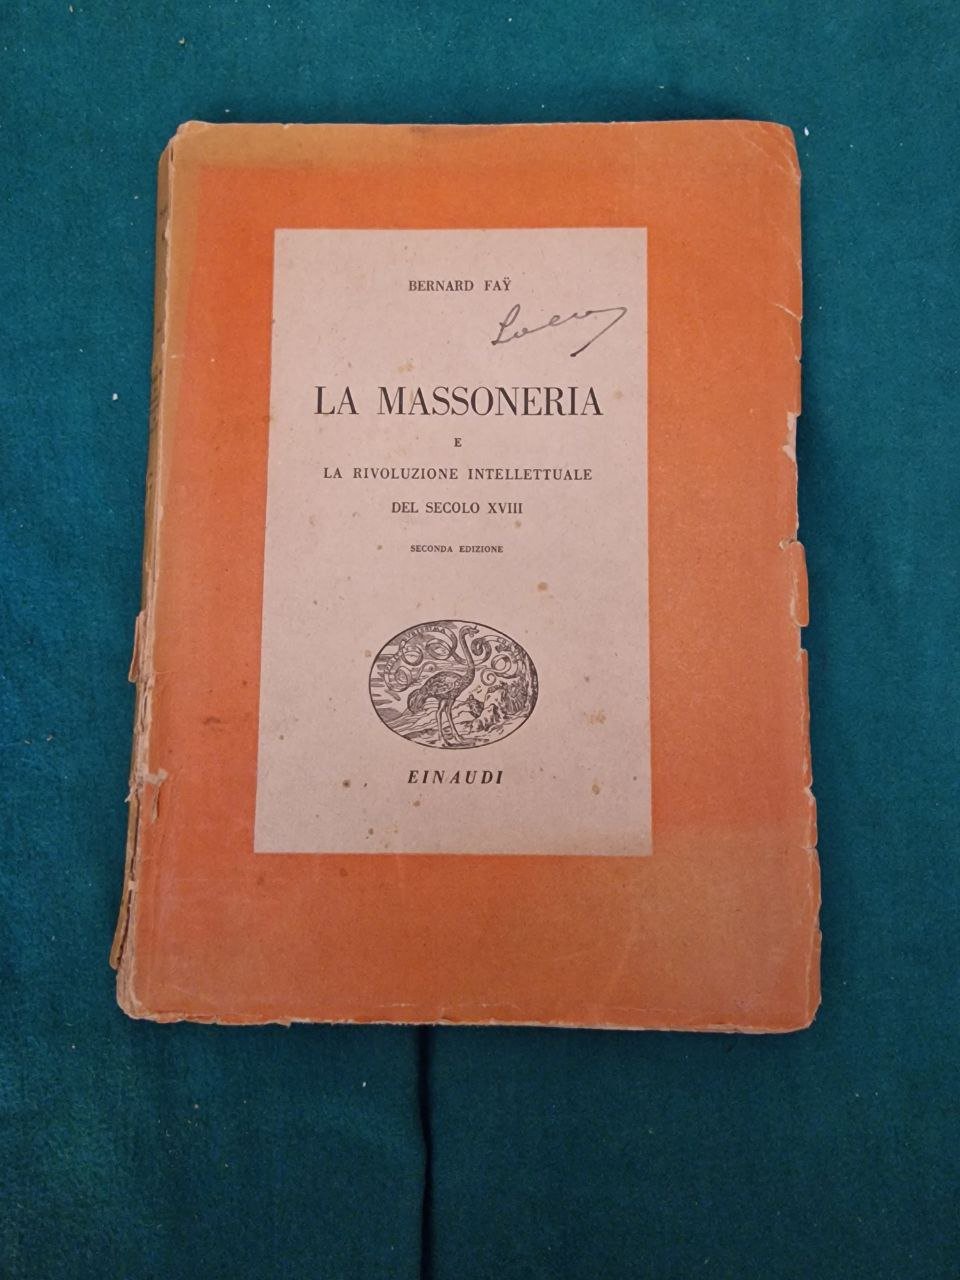 BERNARD FAŸ
LA MASSONERIA
E
LA RIVOLUZIONE INTELLETTUALE
DEL SECOLO XVIII
SECONDA EDIZIONE
EINAUDI